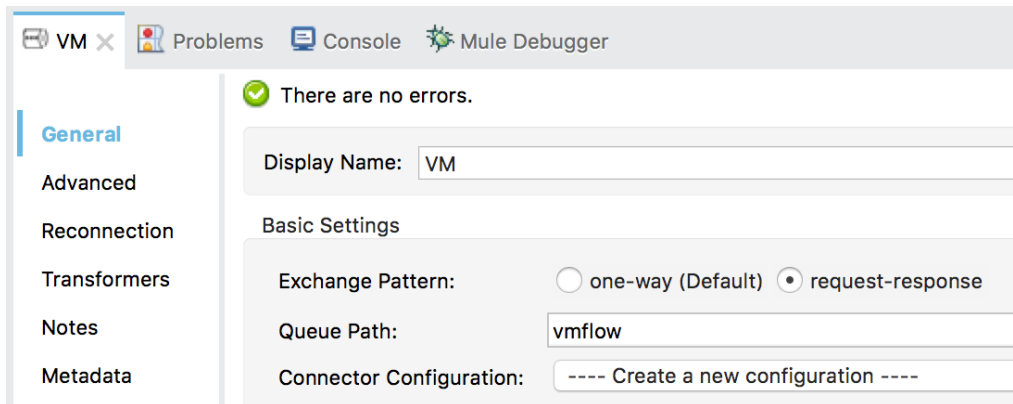 VM Problems Console Mule Debugger
There are no errors.
General
Display Name: VM
Advanced
Reconnection
Basic Settings
Transformers
Exchange Pattern: one-way (Default) request-response
Notes
Queue Path: vmflow
Metadata
Connector Configuration: ---- Create a new configuration ----